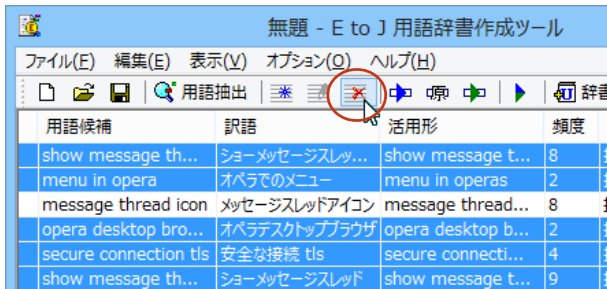 無題 - E to J 用語辞書作成ツール
ファイル(F) 編集(E) 表示(V) オプション(O) ヘルプ(H)
用語抽出 辞書
用語候補 訳語 活用形 頻度
show message th... ショーメッセージスレッ... show message t... 8
menu in opera オペラでのメニュー menu in operas 2
message thread icon メッセージスレッドアイコン message thread... 8
opera desktop bro... オペラデスクトップブラウザ opera desktop b... 2
secure connection tls 安全な接続 tls secure connecti... 4
show message th... ショーメッセージスレッド show message t... 9